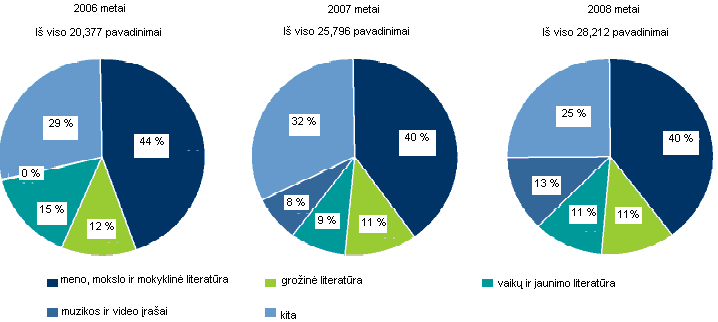 2006 metai
Iš viso 20,377 pavadinimai
2007 metai
Iš viso 25,796 pavadinimai
2008 metai
Iš viso 28,212 pavadinimai
29 %
44 %
0 %
15 %
12 %
32 %
40 %
8 %
9 %
11 %
25 %
40 %
13 %
11 %
11%
meno, mokslo ir mokyklinė literatūra
grožinė literatūra
vaikų ir jaunimo literatūra
muzikos ir video įrašai
kita